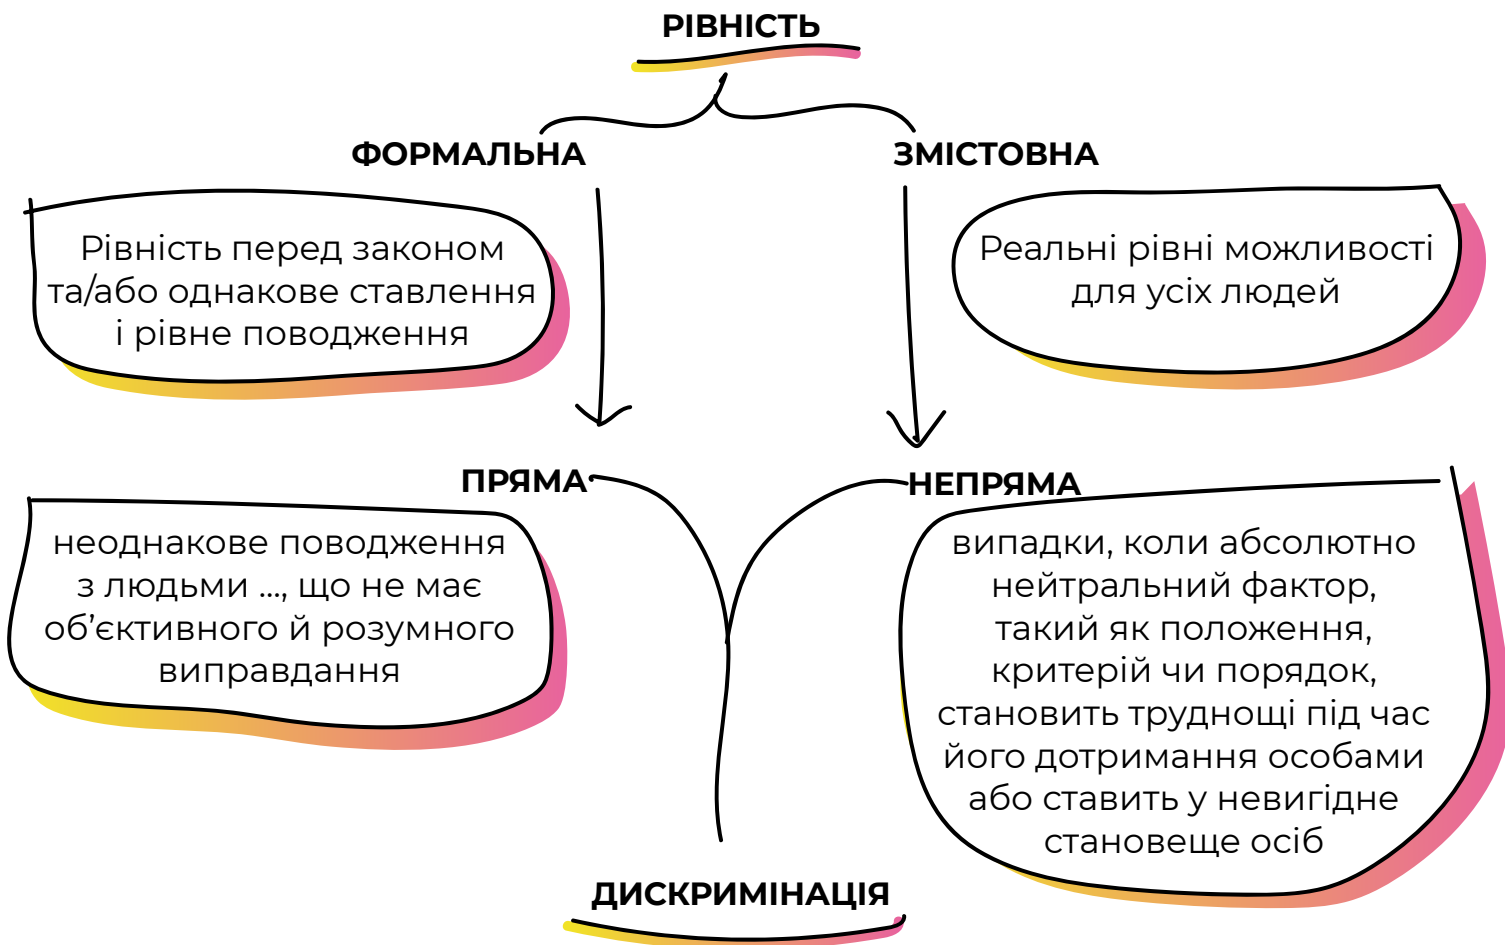 РІВНІСТЬ
ФОРМАЛЬНА
Рівність перед законом
та/або однакове ставлення
і рівне поводження
ЗМІСТОВНА
Реальні рівні можливості
для усіх людей
ПРЯМА
неоднакове поводження
з людьми ..., що не має
об’єктивного й розумного
виправдання
НЕПРЯМА
випадки, коли абсолютно
нейтральний фактор,
такий як положення,
критерій чи порядок,
становить труднощі під час
його дотримання особами
або ставить у невигідне
становеще осіб
ДИСКРИМІНАЦІЯ